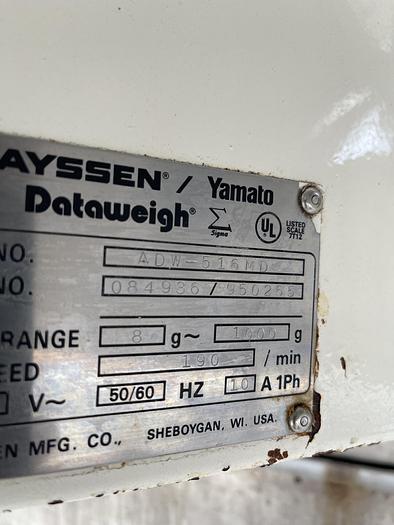 AYSSEN® / Yamato
Dataweigh® Σ Sigma UL LISTED SCALE 7T12
NO. ADW-516MD
NO. 084936/950255
RANGE 8 g~ 1000 g
EED 190 / min
V~ 50/60 HZ 10 A 1Ph
EN MFG. CO., SHEBOYGAN, WI. USA.